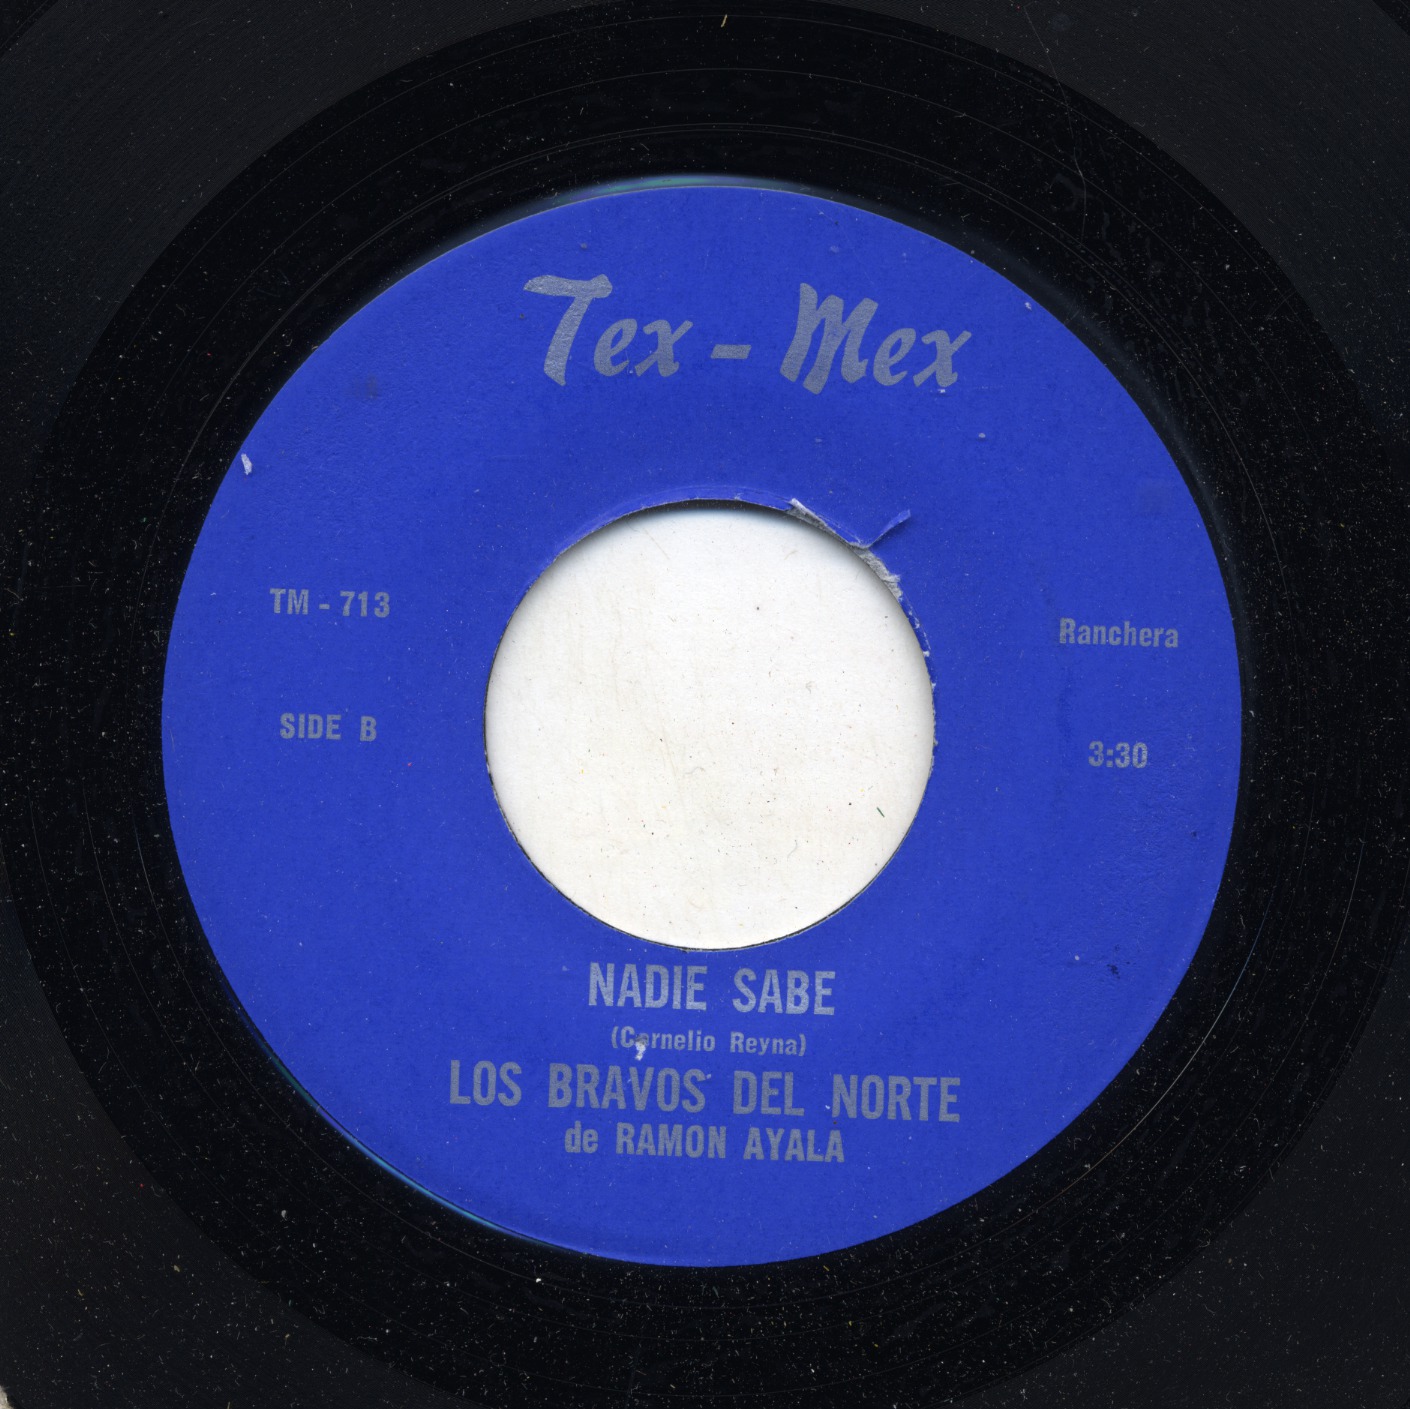 Tex - Mex
TM - 713
Ranchera
SIDE B
3:30
NADIE SABE
(Cornelio Reyna)
LOS BRAVOS DEL NORTE
de RAMON AYALA